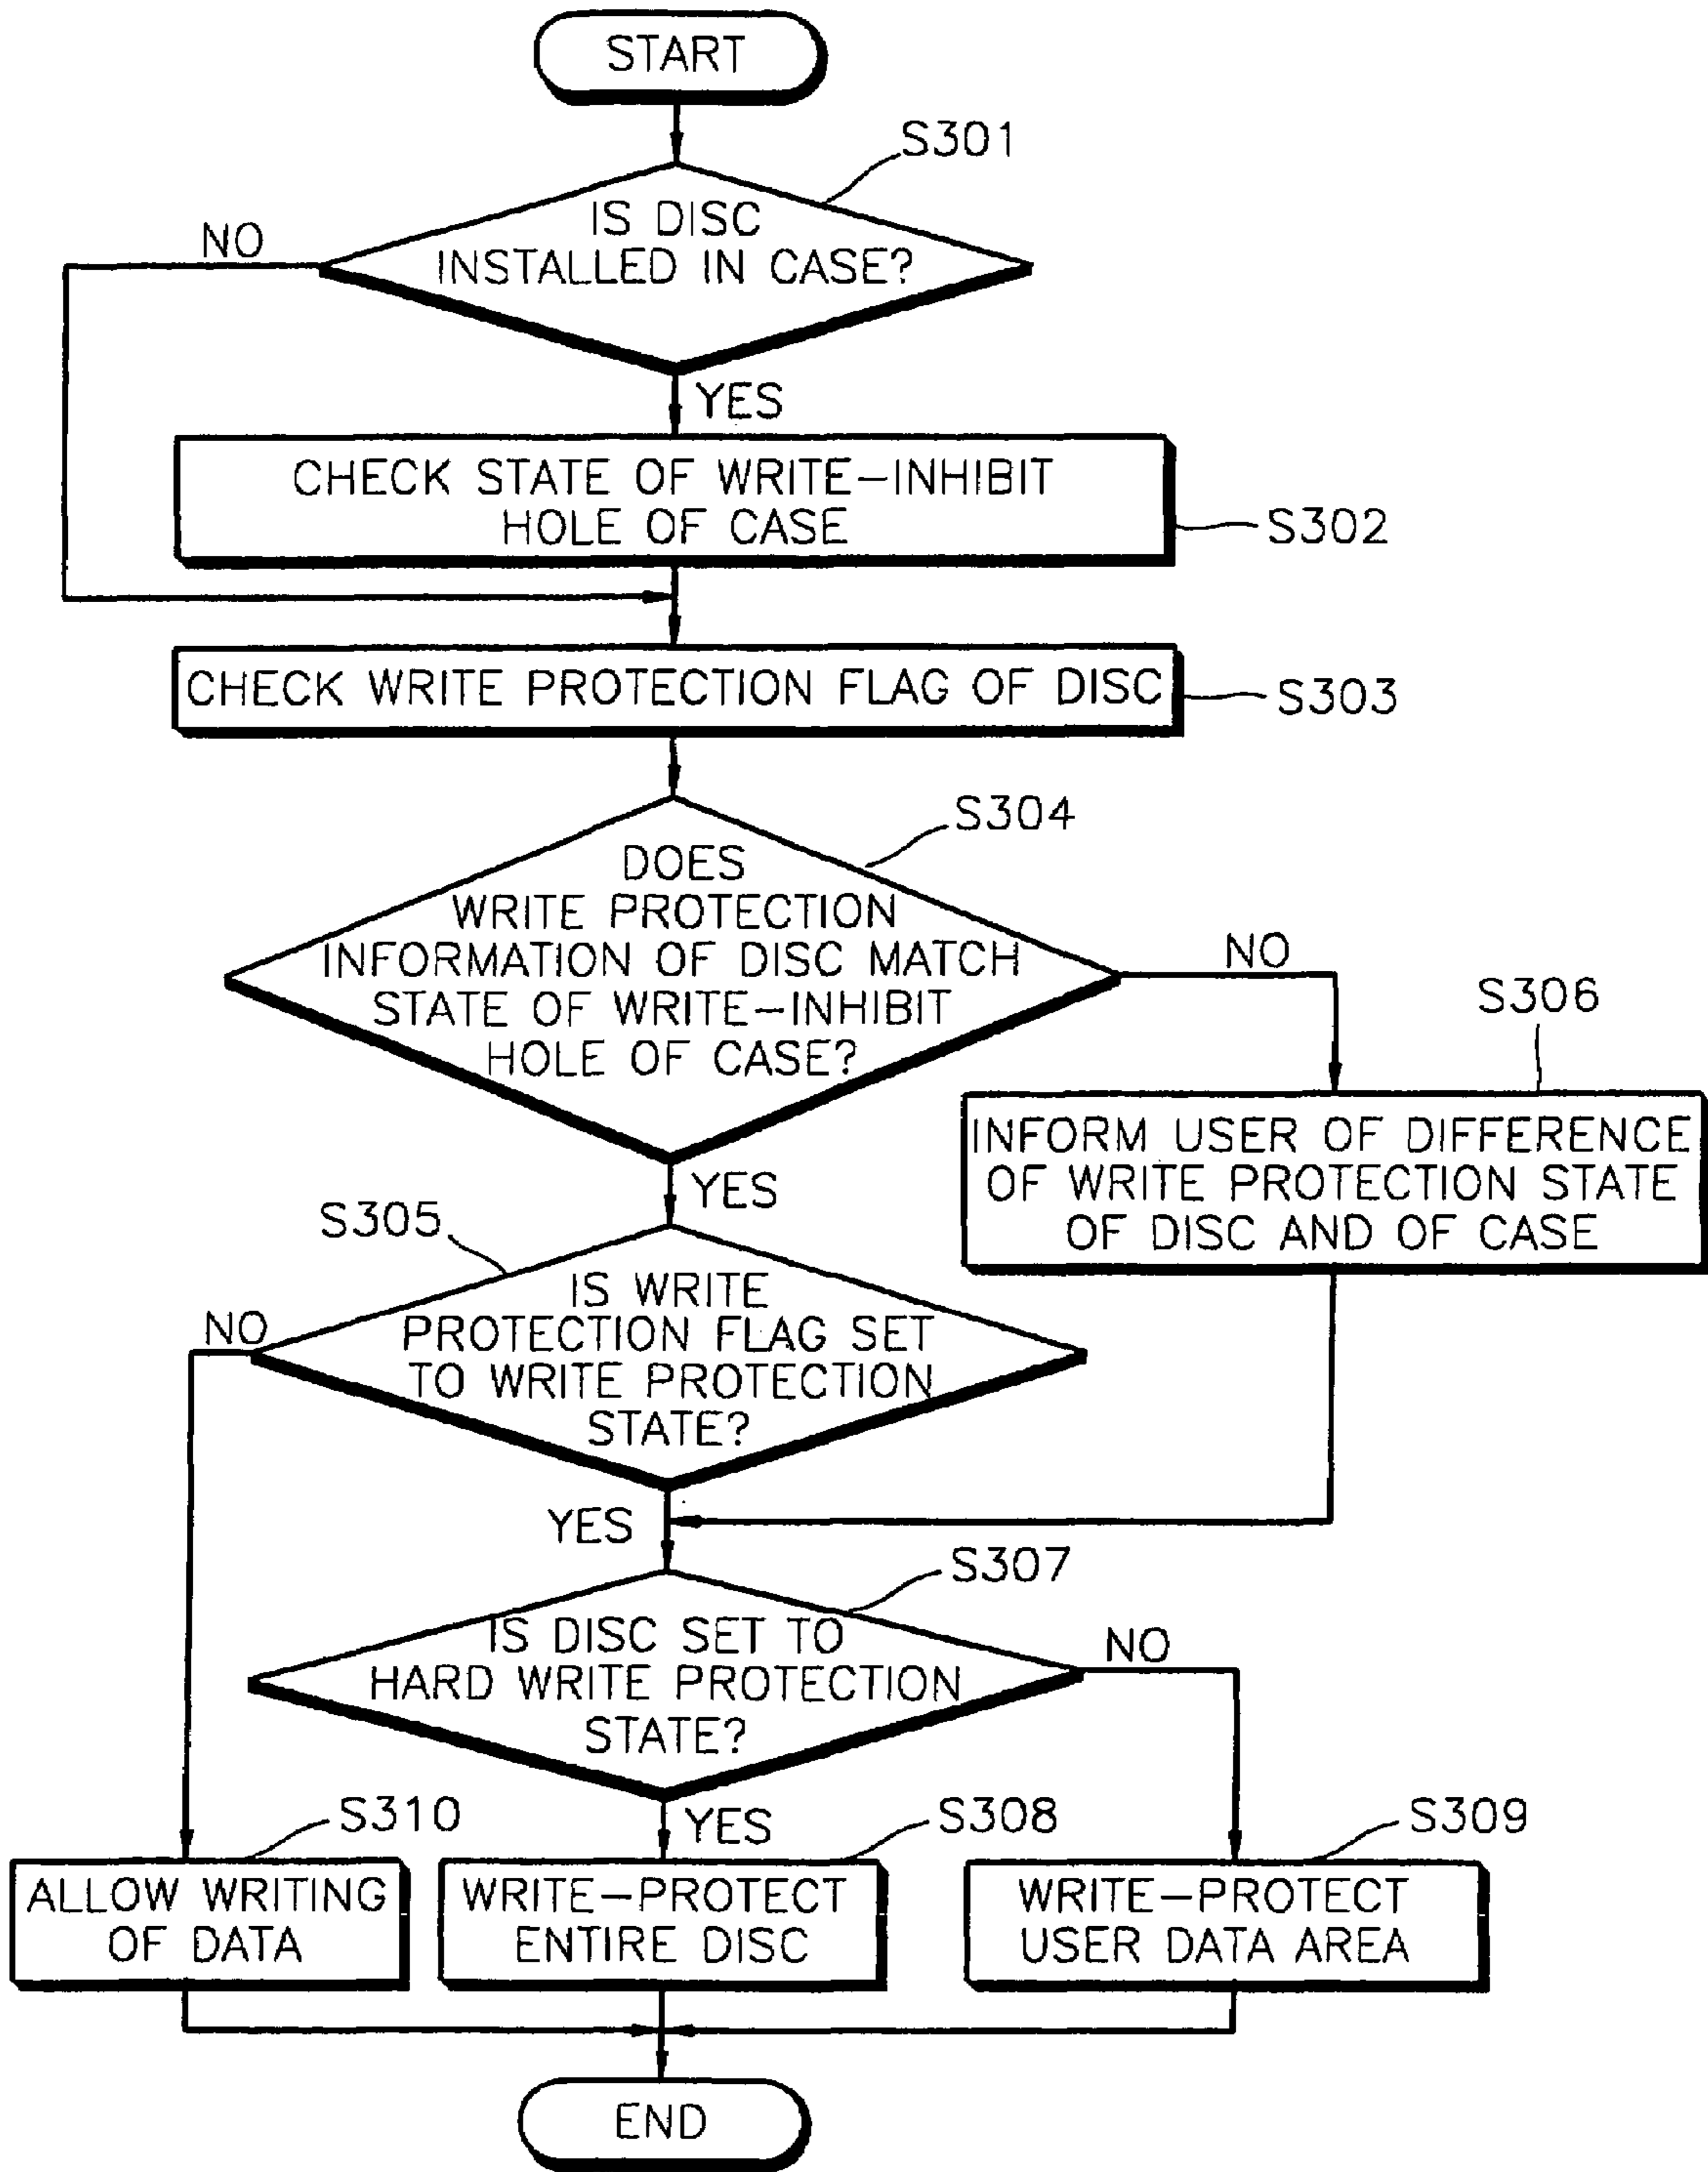 START
S301
IS DISC
INSTALLED IN CASE?
NO
YES
CHECK STATE OF WRITE-INHIBIT
HOLE OF CASE
S302
CHECK WRITE PROTECTION FLAG OF DISC
S303
S304
DOES
WRITE PROTECTION
INFORMATION OF DISC MATCH
STATE OF WRITE-INHIBIT
HOLE OF CASE?
NO
YES
S306
INFORM USER OF DIFFERENCE
OF WRITE PROTECTION STATE
OF DISC AND OF CASE
S305
IS WRITE
PROTECTION FLAG SET
TO WRITE PROTECTION
STATE?
NO
YES
S307
IS DISC SET TO
HARD WRITE PROTECTION
STATE?
NO
YES
S310
ALLOW WRITING
OF DATA
S308
WRITE-PROTECT
ENTIRE DISC
S309
WRITE-PROTECT
USER DATA AREA
END